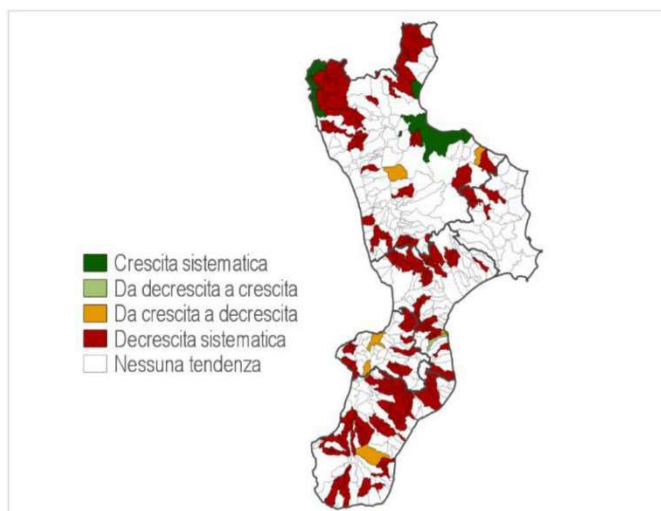 Crescita sistematica
Da decrescita a crescita
Da crescita a decrescita
Decrescita sistematica
Nessuna tendenza